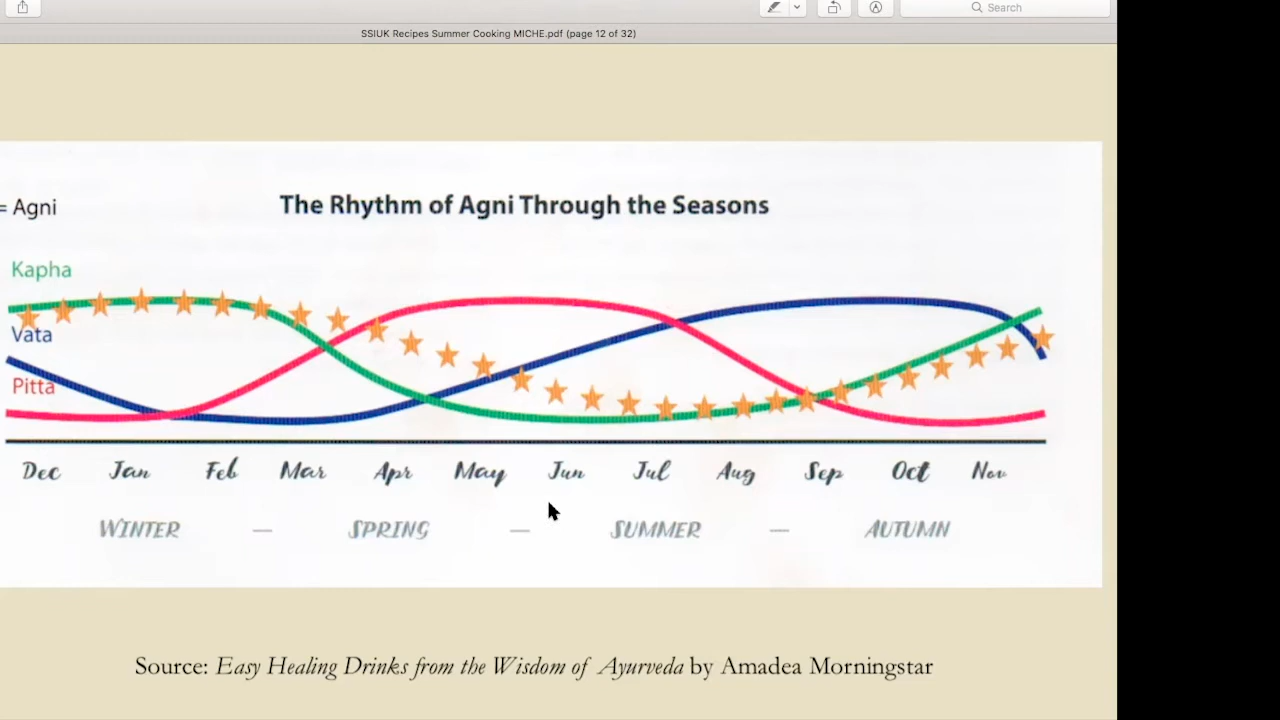 Search
SSIUK Recipes Summer Cooking MICHE.pdf (page 12 of 32)
The Rhythm of Agni Through the Seasons
= Agni
Kapha
Vata
Pitta
Dec Jan Feb Mar Apr May Jun Jul Aug Sep Oct Nov
WINTER — SPRING — SUMMER — AUTUMN
Source: Easy Healing Drinks from the Wisdom of Ayurveda by Amadea Morningstar